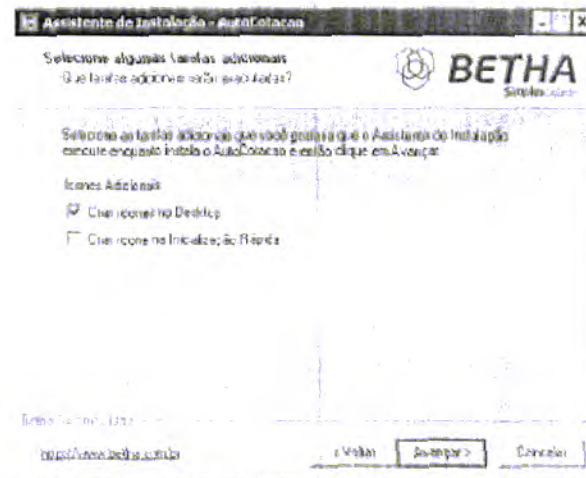 Assistente de Instalação - AutoCotacao
Selecione algumas tarefas adicionais
Que tarefas adicionais serão executadas?
BETHA
Selecione as tarefas adicionais que você gostaria que o Assistente de Instalação
execute enquanto instala o AutoCotacao e então clique em Avançar.
Ícones Adicionais
Criar ícones no Desktop
Criar ícone na Inicialização Rápida
http://www.betha.com.br
< Voltar
Avançar >
Cancelar